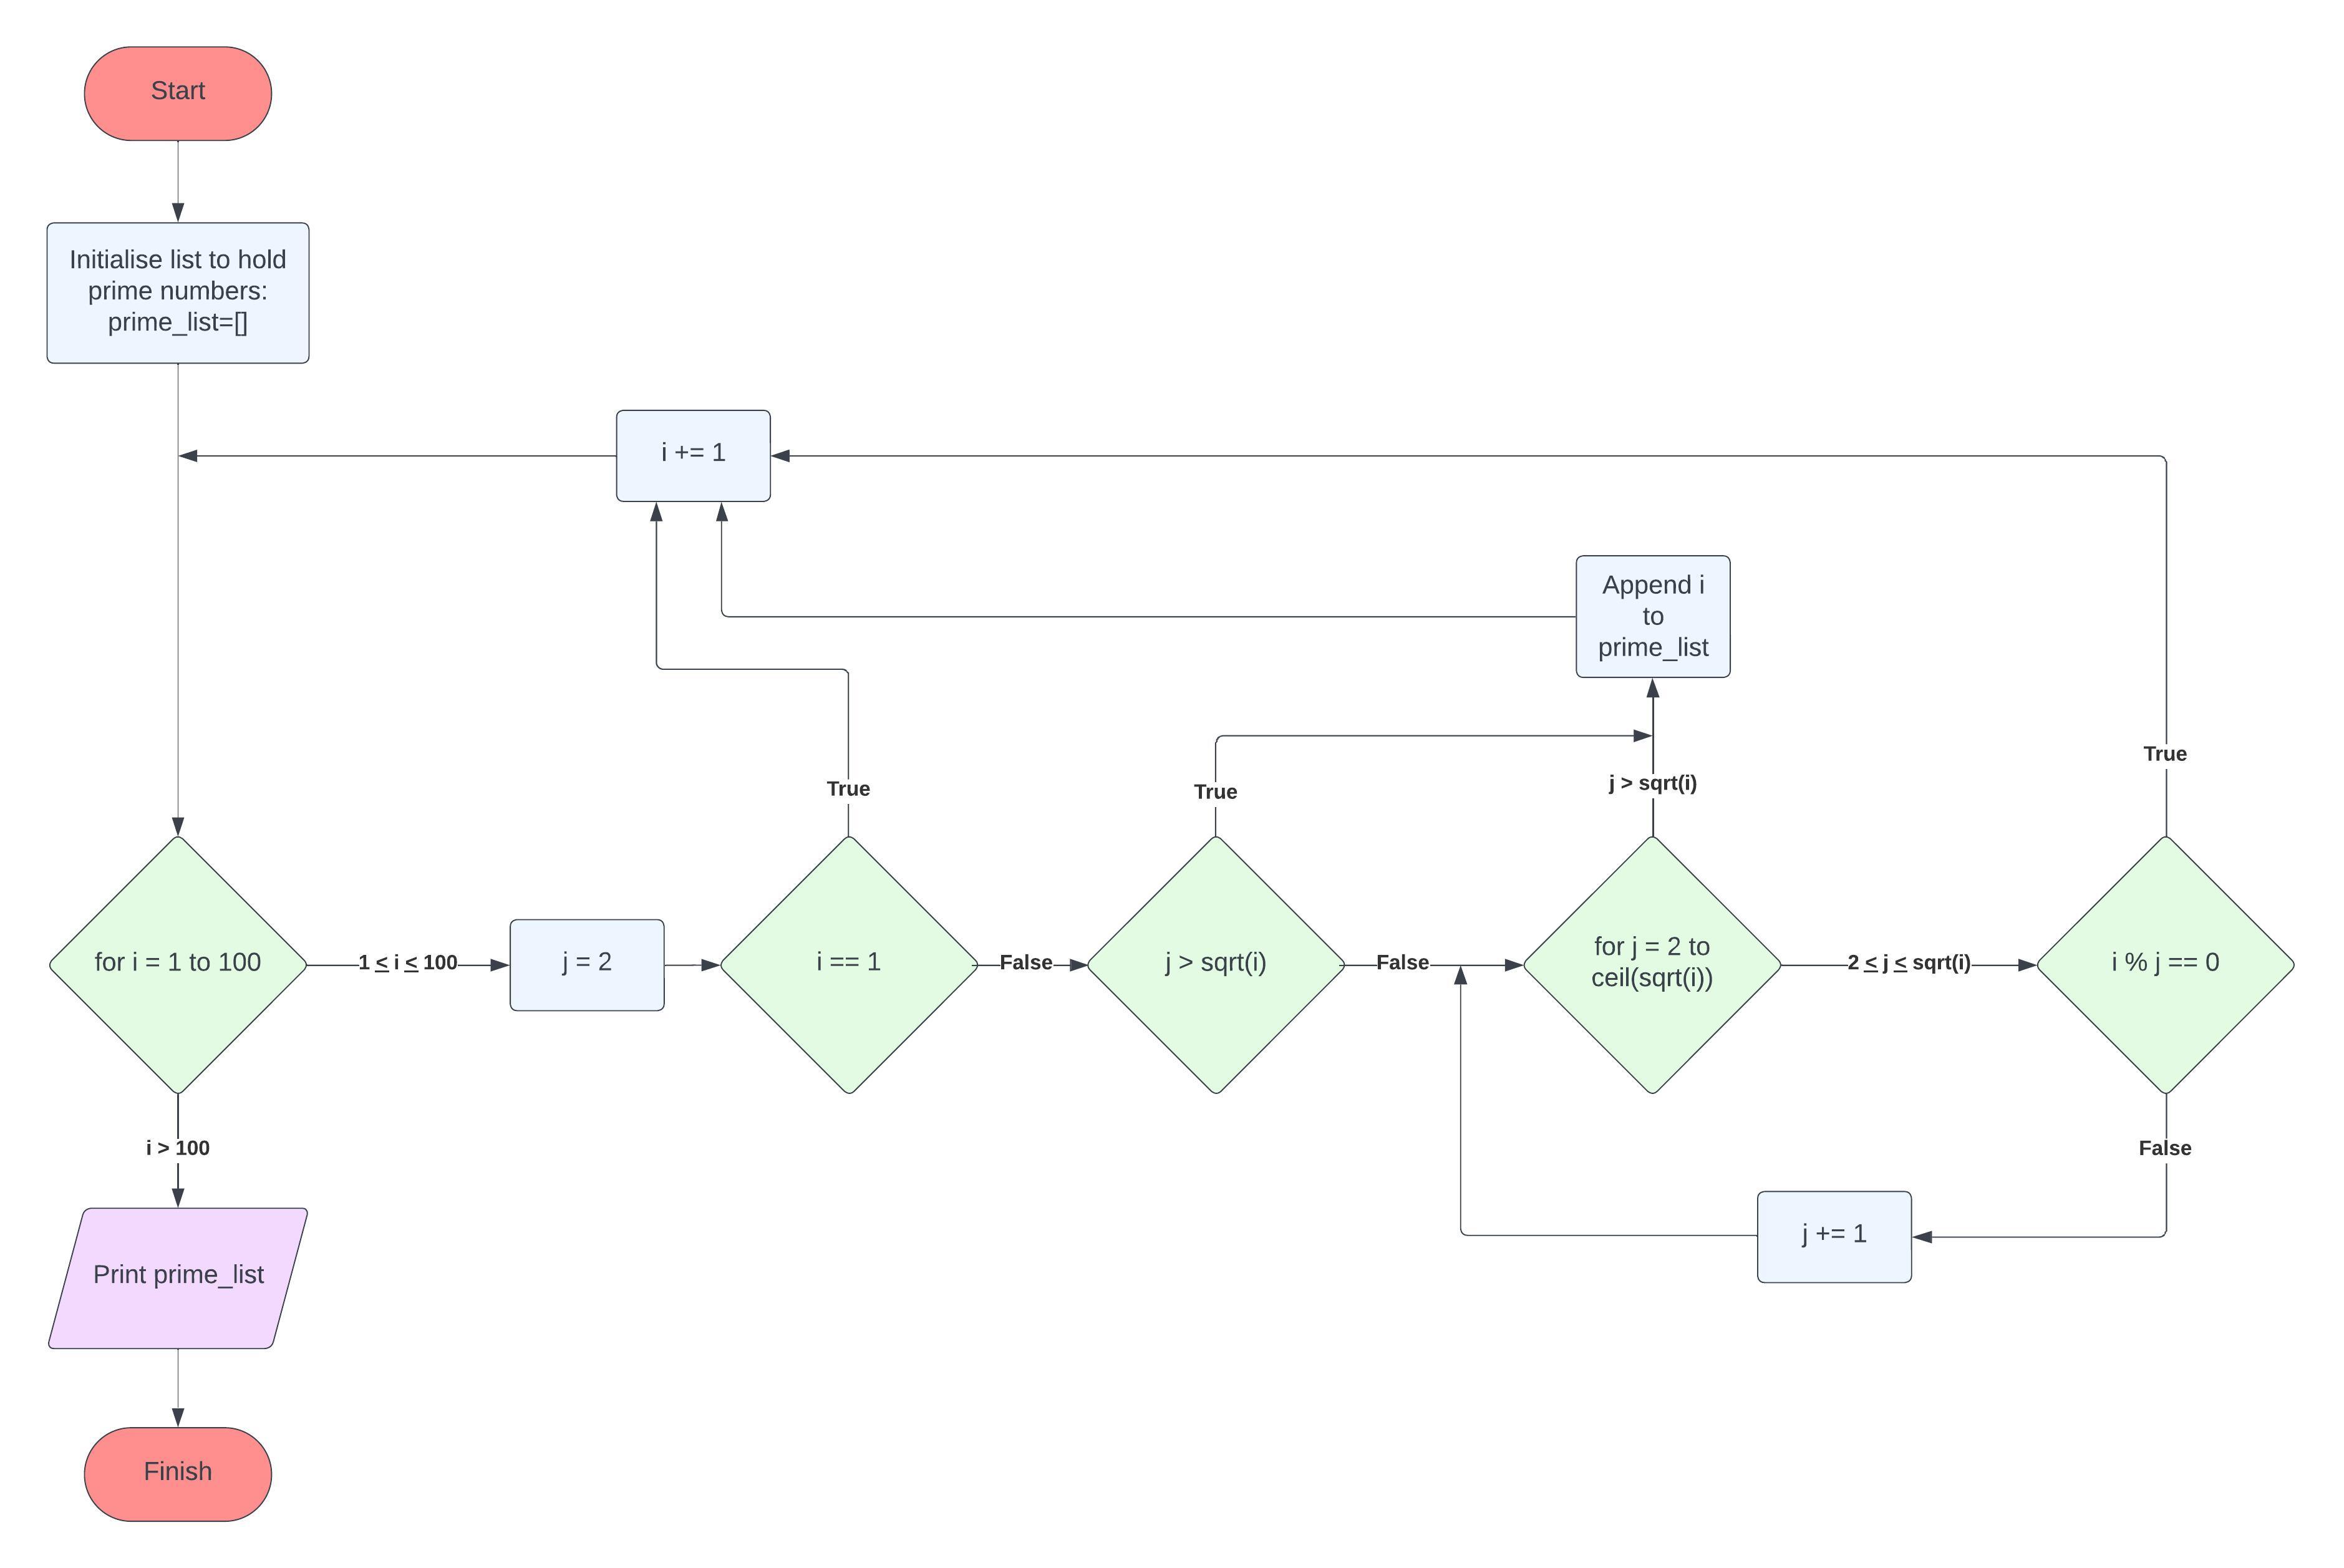 Start
Initialise list to hold
prime numbers:
prime_list=[]
i += 1
Append i
to
prime_list
True
True
j > sqrt(i)
True
for i = 1 to 100
1 ≤ i ≤ 100
j = 2
i == 1
False
j > sqrt(i)
False
for j = 2 to
ceil(sqrt(i))
2 ≤ j ≤ sqrt(i)
i % j == 0
i > 100
False
j += 1
Print prime_list
Finish